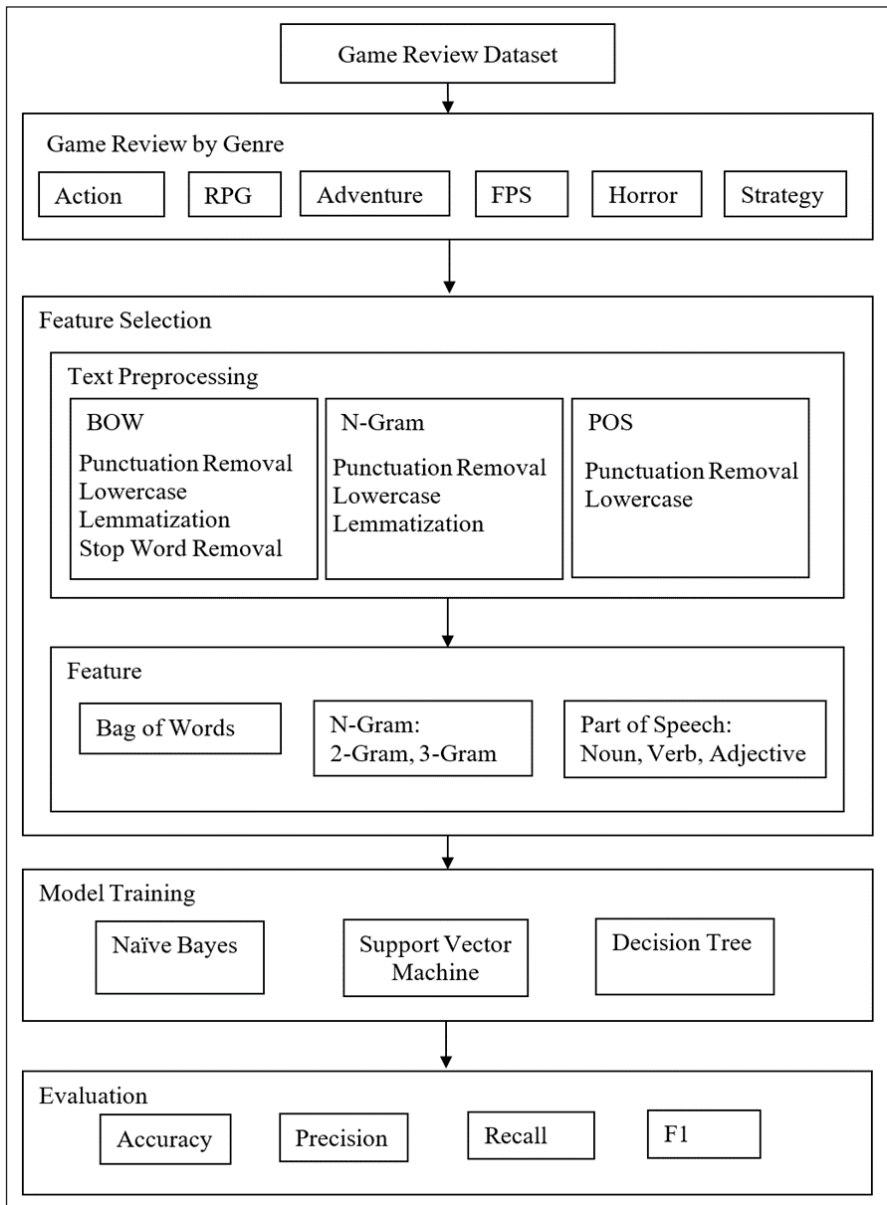 Game Review Dataset
Game Review by Genre
Action
RPG
Adventure
FPS
Horror
Strategy
Feature Selection
Text Preprocessing
BOW
Punctuation Removal
Lowercase
Lemmatization
Stop Word Removal
N-Gram
Punctuation Removal
Lowercase
Lemmatization
POS
Punctuation Removal
Lowercase
Feature
Bag of Words
N-Gram:
2-Gram, 3-Gram
Part of Speech:
Noun, Verb, Adjective
Model Training
Naïve Bayes
Support Vector
Machine
Decision Tree
Evaluation
Accuracy
Precision
Recall
F1